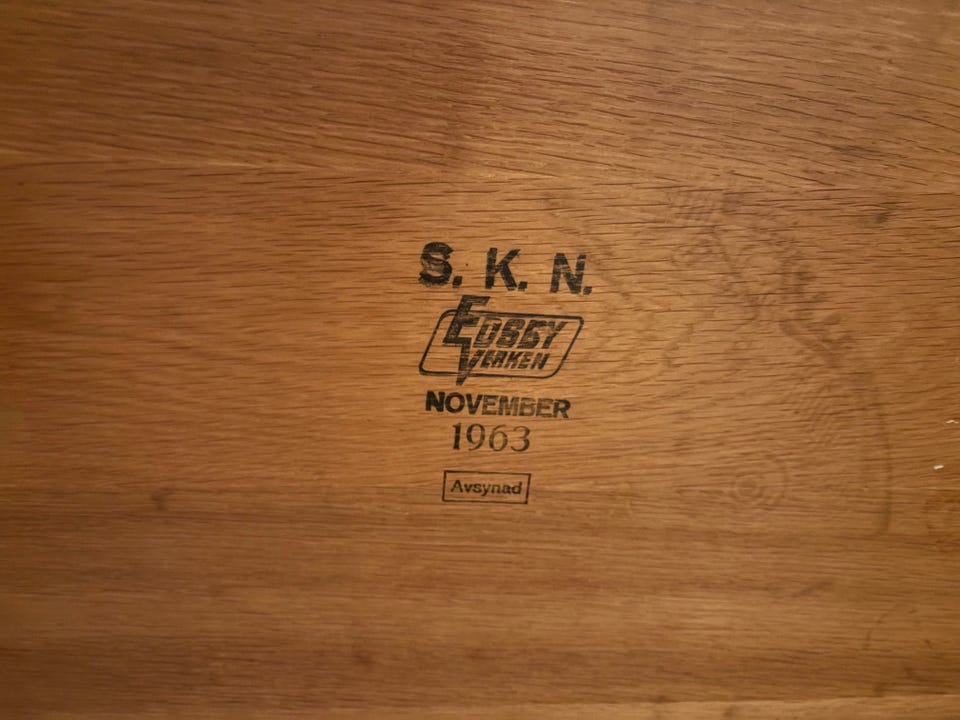 S. K. N.
EDSBY
VERKEN
NOVEMBER
1963
Avsynad